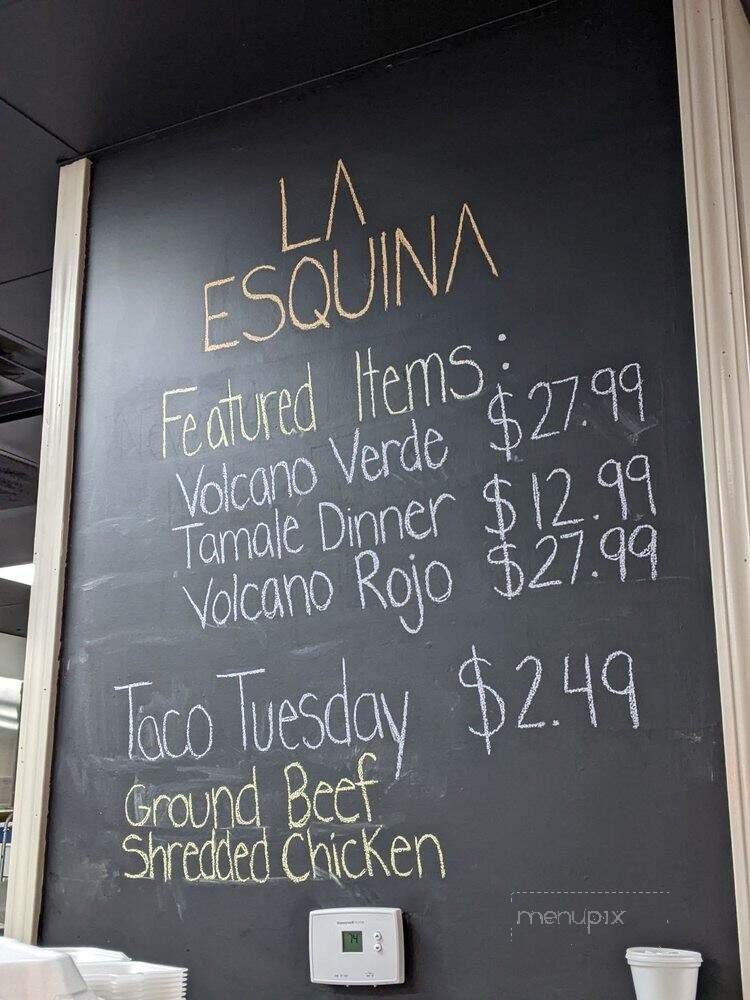 LA
ESQUINA
Featured Items:
Volcano Verde $27.99
Tamale Dinner $12.99
Volcano Rojo $27.99
Taco Tuesday $2.49
Ground Beef
Shredded Chicken
menupix
74